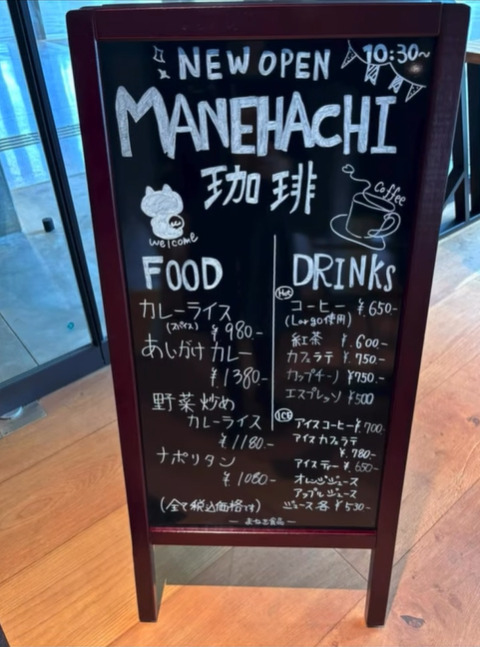 NEW OPEN
10:30~
MANEHACHI
珈琲
welcome
Coffee
FOOD
カレーライス
(スパイス)
¥980-
あいがけカレー
¥1380-
野菜炒め
カレーライス
¥1180-
ナポリタン
¥1080-
(全て税込価格です)
DRINKS
Hot
コーヒー ¥650-
紅茶 ¥600-
カフェラテ ¥750-
カップチーノ ¥750-
エスプレッソ ¥500
ICE
アイスコーヒー ¥700-
アイスカフェラテ
¥780-
アイスティー ¥650-
オレンジジュース
アップルジュース
ジュース各 ¥530-